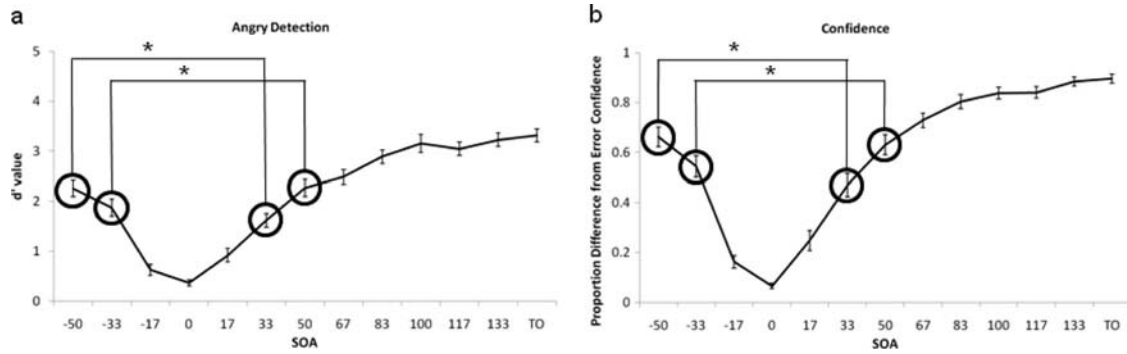 a
Angry Detection
*
*
d' value
5
4
3
2
1
0
-50 -33 -17 0 17 33 50 67 83 100 117 133 TO
SOA
b
Confidence
*
*
Proportion Difference from Error Confidence
1
0.8
0.6
0.4
0.2
0
-50 -33 -17 0 17 33 50 67 83 100 117 133 TO
SOA